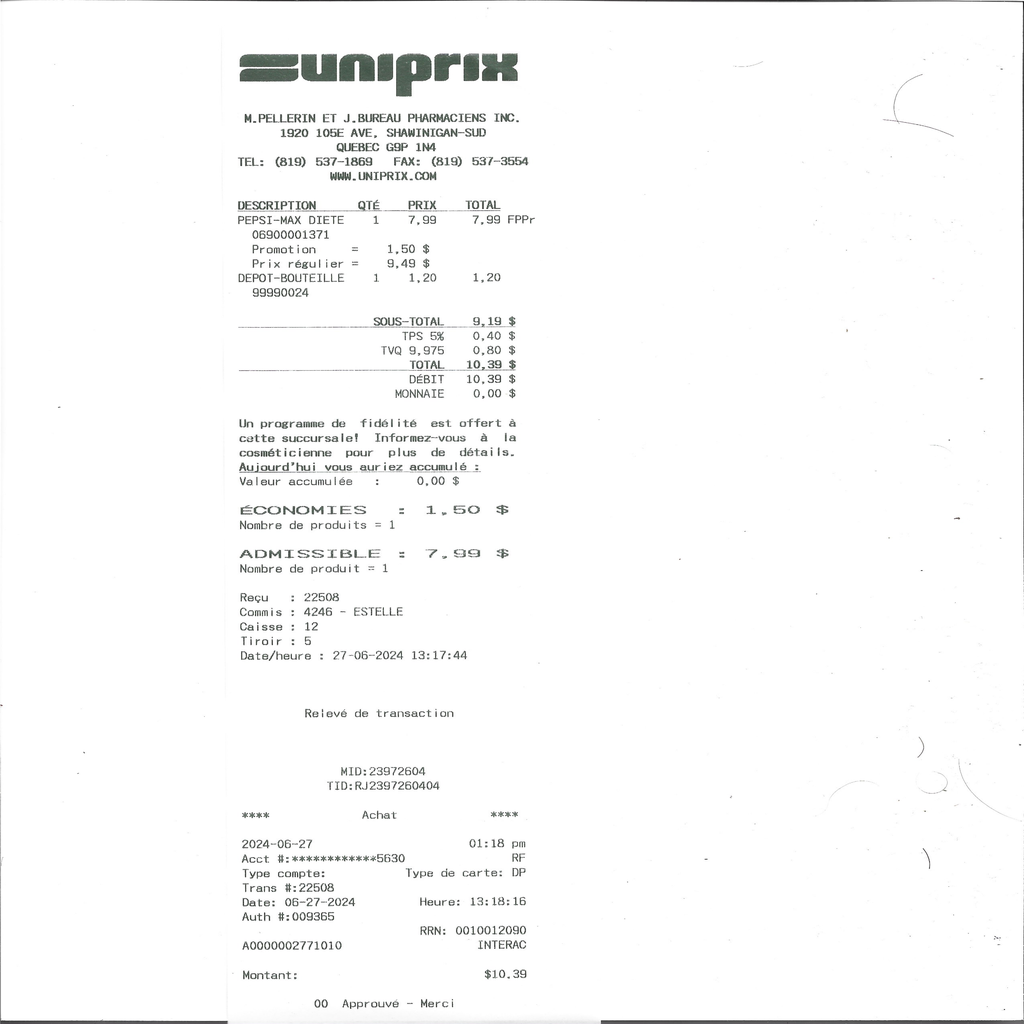 uniprix
M.PELLERIN ET J.BUREAU PHARMACIENS INC.
1920 105E AVE, SHAWINIGAN-SUD
QUEBEC G9P 1N4
TEL: (819) 537-1869 FAX: (819) 537-3554
WWW.UNIPRIX.COM
DESCRIPTION QTÉ PRIX TOTAL
PEPSI-MAX DIETE 1 7,99 7,99 FPPr
06900001371
Promotion = 1,50 $
Prix régulier = 9,49 $
DEPOT-BOUTEILLE 1 1,20 1,20
99990024
SOUS-TOTAL 9,19 $
TPS 5% 0,40 $
TVQ 9,975 0,80 $
TOTAL 10,39 $
DÉBIT 10,39 $
MONNAIE 0,00 $
Un programme de fidélité est offert à
cette succursale! Informez-vous à la
cosméticienne pour plus de détails.
Aujourd'hui vous auriez accumulé :
Valeur accumulée : 0,00 $
ÉCONOMIES : 1,50 $
Nombre de produits = 1
ADMISSIBLE : 7,99 $
Nombre de produit = 1
Reçu : 22508
Commis : 4246 - ESTELLE
Caisse : 12
Tiroir : 5
Date/heure : 27-06-2024 13:17:44
Relevé de transaction
MID:23972604
TID:RJ2397260404
**** Achat ****
2024-06-27 01:18 pm
Acct #:************5630 RF
Type compte: Type de carte: DP
Trans #:22508
Date: 06-27-2024 Heure: 13:18:16
Auth #:009365
RRN: 0010012090
A0000002771010 INTERAC
Montant: $10.39
00 Approuvé - Merci